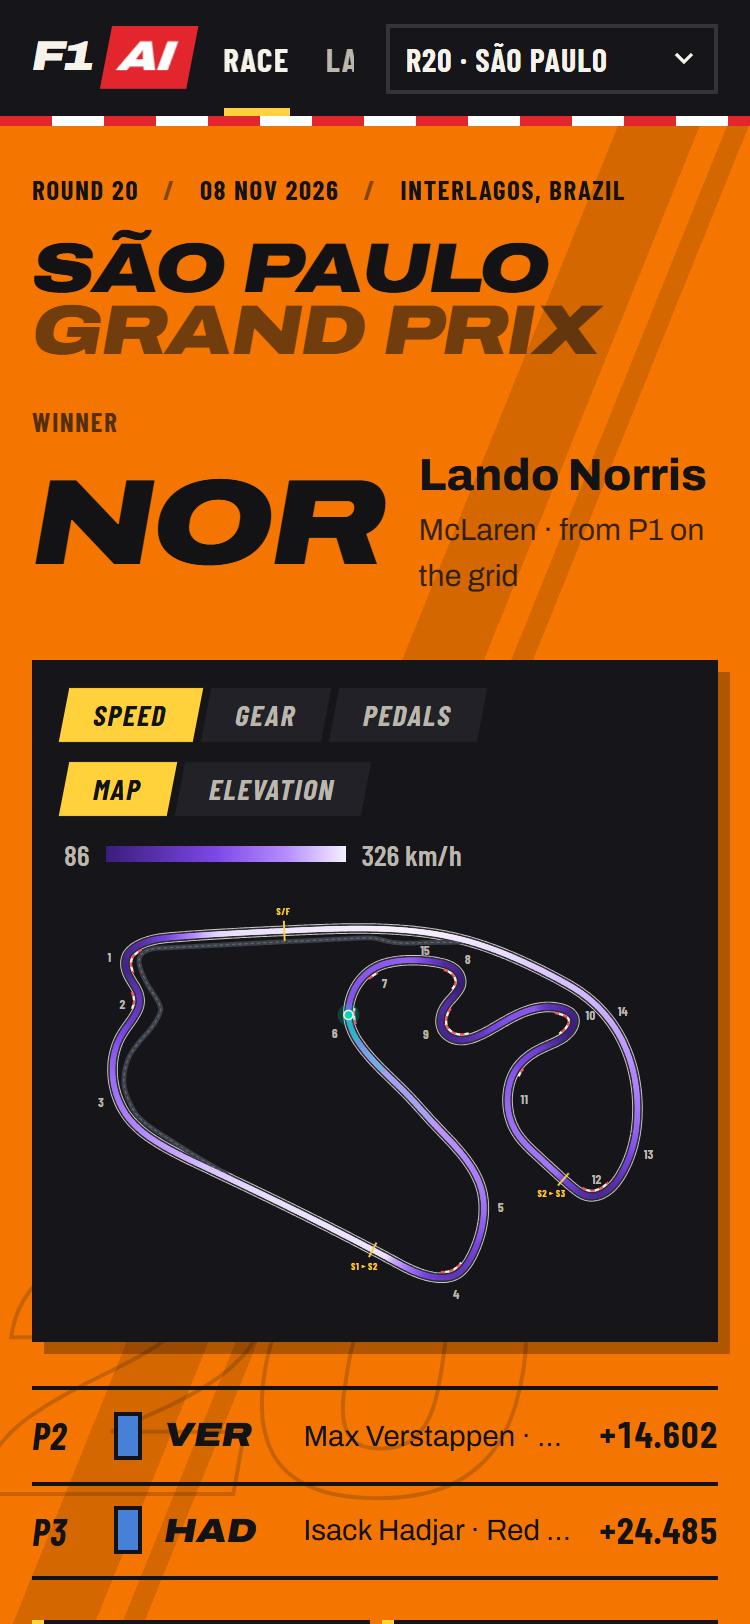 F1 AI RACE LA R20 · SÃO PAULO
ROUND 20 / 08 NOV 2026 / INTERLAGOS, BRAZIL
SÃO PAULO
GRAND PRIX
WINNER
NOR
Lando Norris
McLaren · from P1 on
the grid
SPEED GEAR PEDALS
MAP ELEVATION
86 326 km/h
S/F
1
15
8
7
2
10
14
6
9
3
11
13
12
S2 ▸ S3
5
S1 ▸ S2
4
20
P2 VER Max Verstappen · ... +14.602
P3 HAD Isack Hadjar · Red ... +24.485